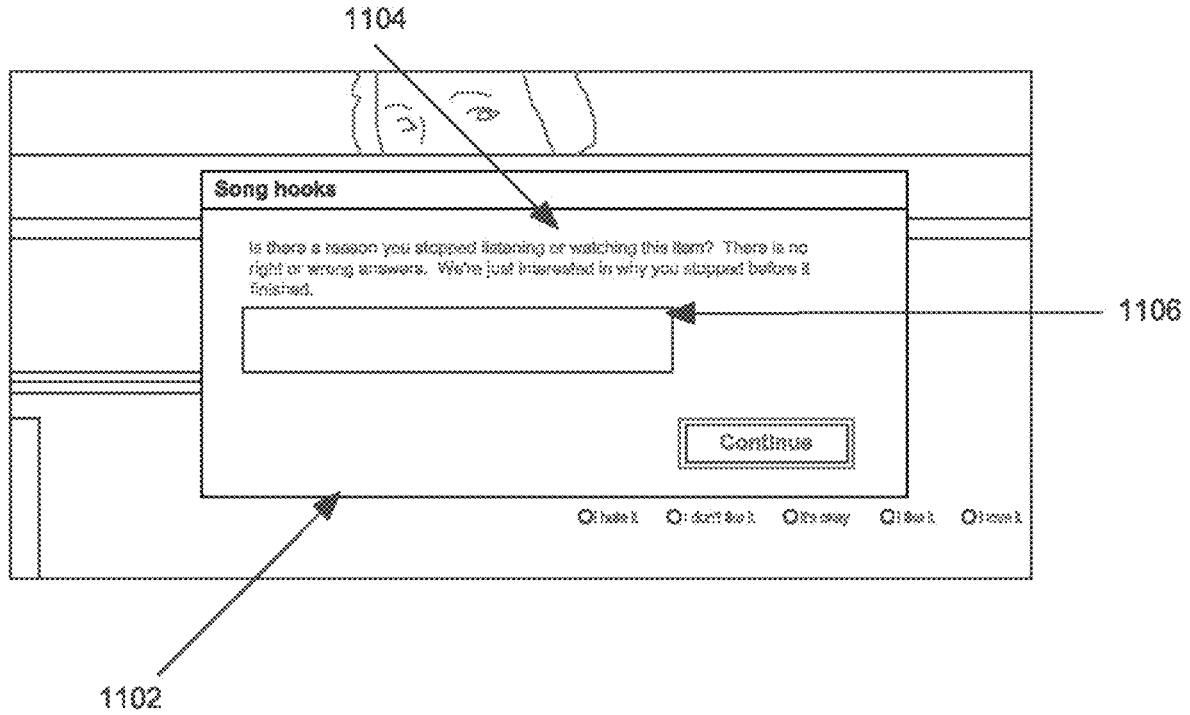 1104
Song hooks
Is there a reason you stopped listening or watching this item? There is no
right or wrong answers. We're just interested in why you stopped before it
finished.
1106
Continue
I hate it. I don't like it. It's okay I like it. I love it.
1102